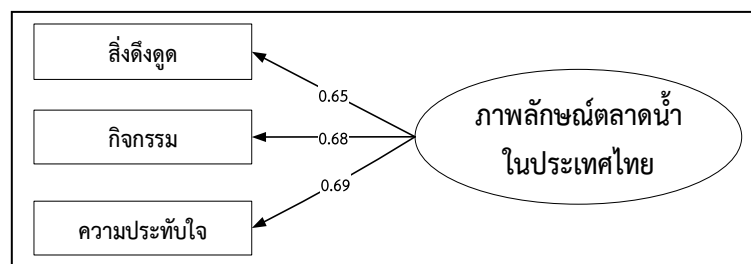 สิ่งดึงดูด
0.65
กิจกรรม
0.68
ภาพลักษณ์ตลาดน้ำ
ในประเทศไทย
0.69
ความประทับใจ